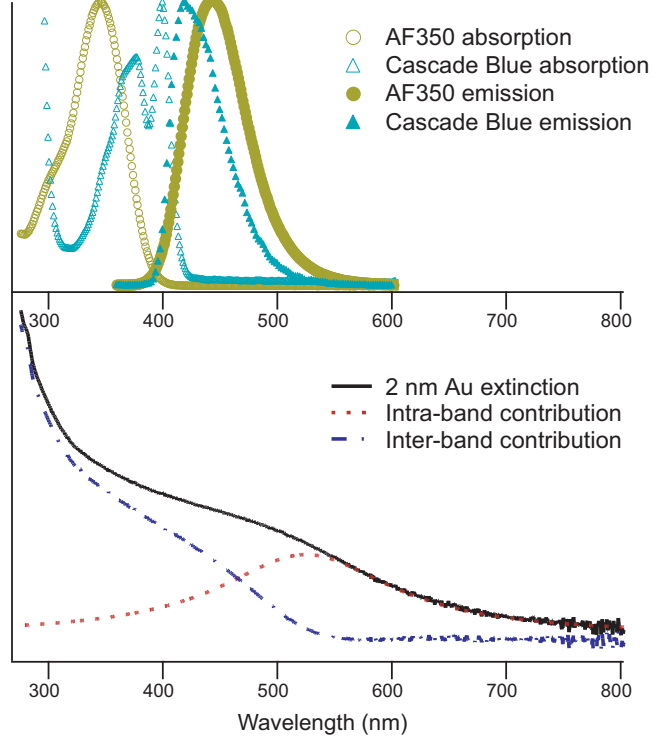 AF350 absorption
Cascade Blue absorption
AF350 emission
Cascade Blue emission
300 400 500 600 700 800
2 nm Au extinction
Intra-band contribution
Inter-band contribution
300 400 500 600 700 800
Wavelength (nm)